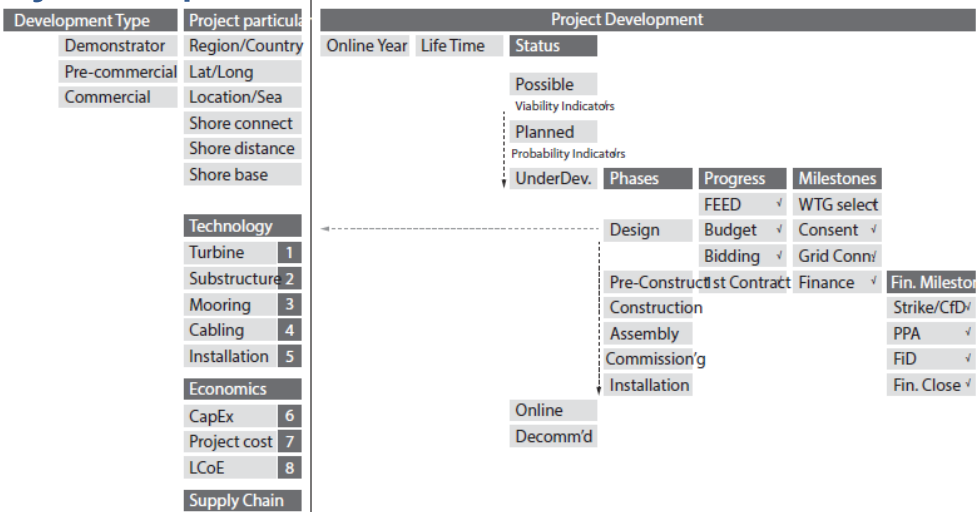 Development Type Project particula Project Development
Demonstrator Region/Country Online Year Life Time Status
Pre-commercial Lat/Long
Possible
Commercial Location/Sea
Viability Indicators
Shore connect
Planned
Shore distance
Probability Indicators
Shore base UnderDev. Phases Progress Milestones
FEED √ WTG select
Technology Design Budget √ Consent √
Turbine 1 Bidding √ Grid Conn√
Substructure 2 Pre-Construct 1st Contract √ Finance √ Fin. Mileston
Mooring 3 Construction Strike/CfD√
Cabling 4 Assembly PPA √
Installation 5 Commission'g FiD √
Economics Installation Fin. Close √
CapEx 6 Online
Project cost 7 Decomm'd
LCoE 8
Supply Chain